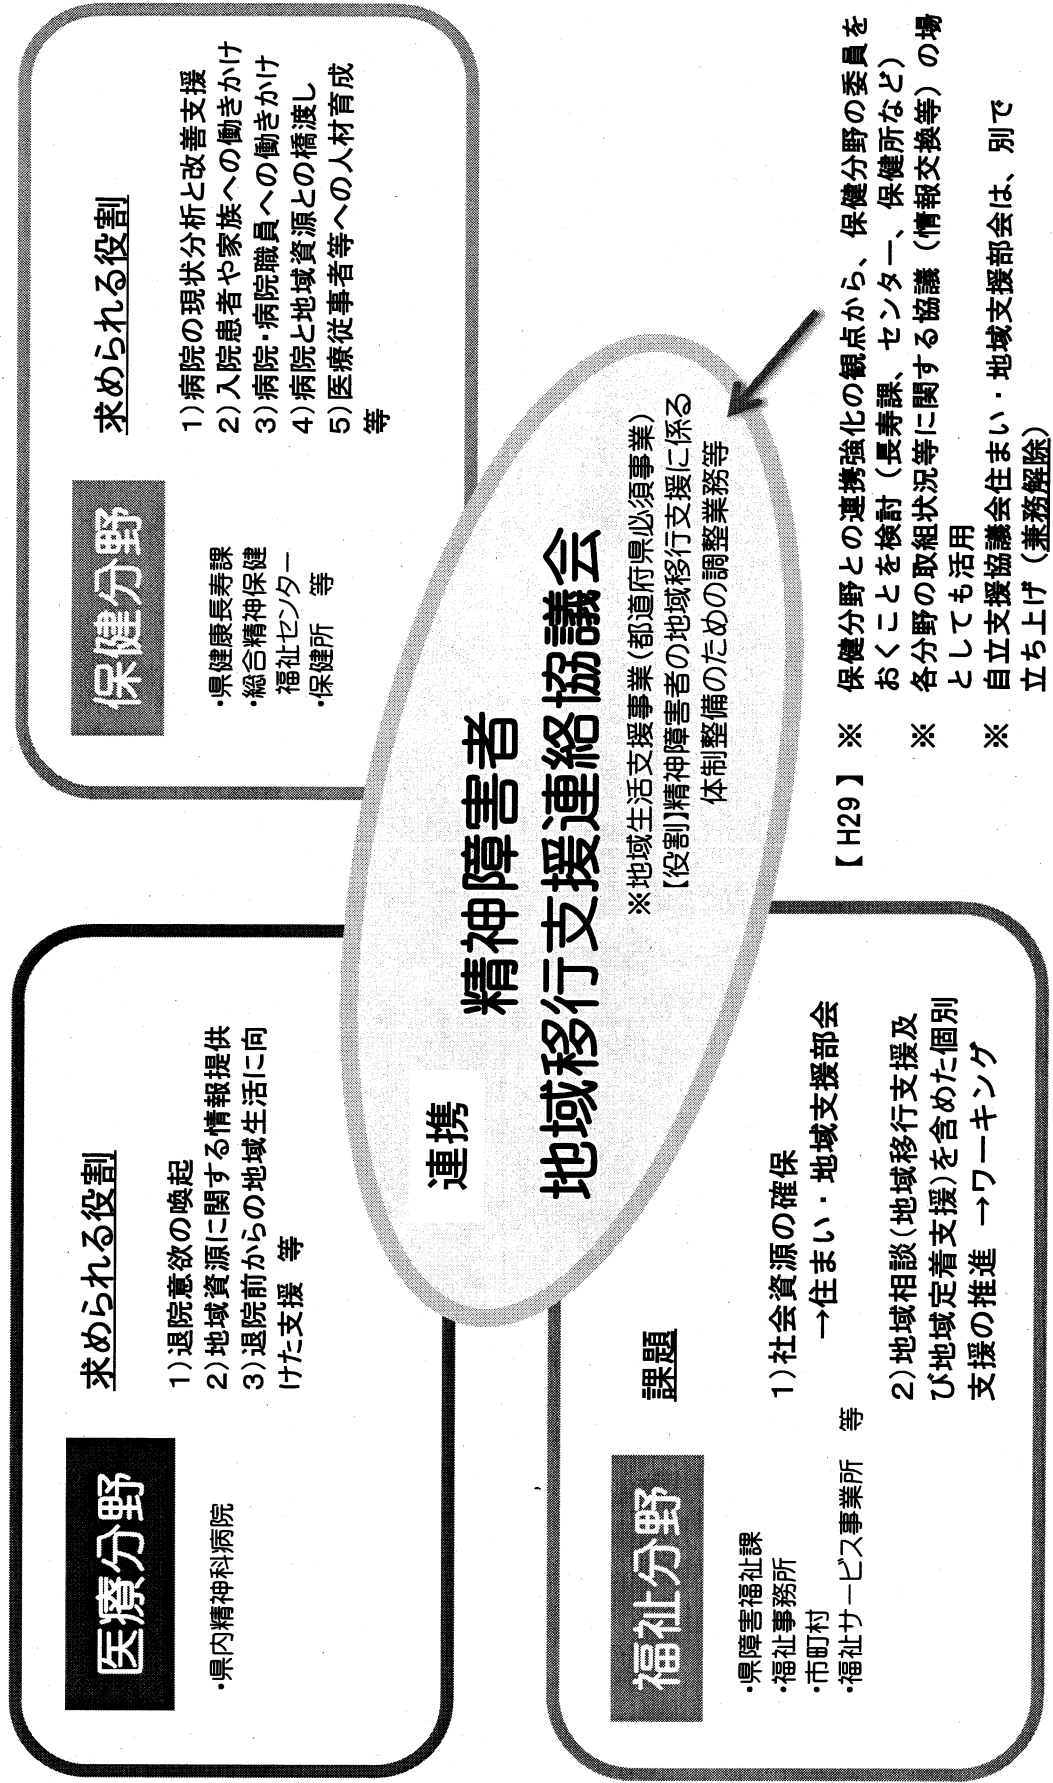 医療分野
・県内精神科病院
求められる役割
1)退院意欲の喚起
2)地域資源に関する情報提供
3)退院前からの地域生活に向
けた支援 等
保健分野
・県健康長寿課
・総合精神保健
福祉センター
・保健所 等
求められる役割
1)病院の現状分析と改善支援
2)入院患者や家族への働きかけ
3)病院・病院職員への働きかけ
4)病院と地域資源との橋渡し
5)医療従事者等への人材育成
等
連携
精神障害者
地域移行支援連絡協議会
※地域生活支援事業(都道府県必須事業)
【役割】精神障害者の地域移行支援に係る
体制整備のための調整業務等
福祉分野
・県障害福祉課
・福祉事務所
・市町村
・福祉サービス事業所 等
課題
1)社会資源の確保
→住まい・地域支援部会
2)地域相談(地域移行支援及
び地域定着支援)を含めた個別
支援の推進 →ワーキング
【H29】 ※ 保健分野との連携強化の観点から、保健分野の委員を
おくことを検討(長寿課、センター、保健所など)
※ 各分野の取組状況等に関する協議(情報交換等)の場
としても活用
※ 自立支援協議会住まい・地域支援部会は、別で
立ち上げ(兼務解除)